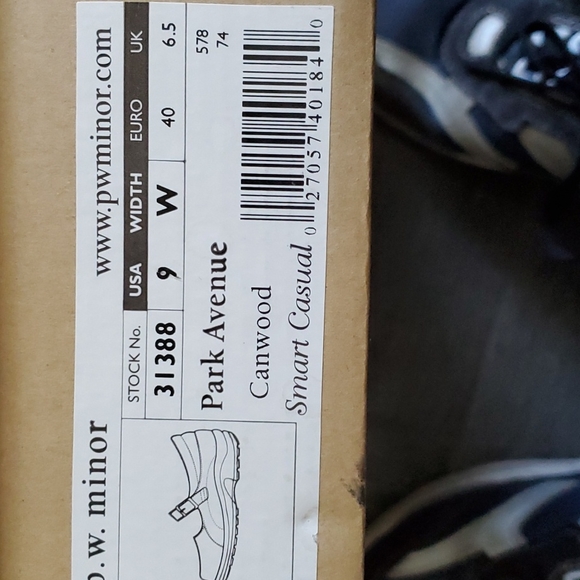 p.w. minor www.pwminor.com
STOCK No. USA WIDTH EURO UK
31388 9 W 40 6.5
Park Avenue 578
74
Canwood
Smart Casual
0 27057 40184 0